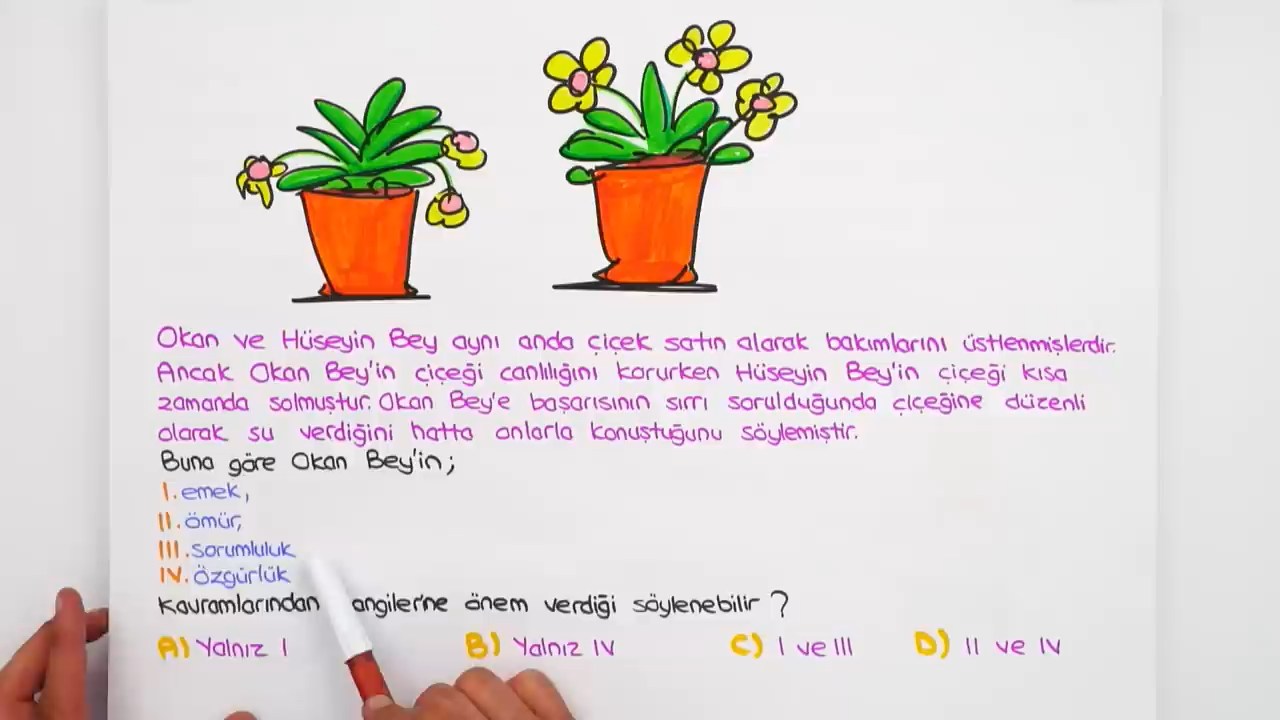 Okan ve Hüseyin Bey aynı anda çiçek satın alarak bakımlarını üstlenmişlerdir.
Ancak Okan Bey'in çiçeği canlılığını korurken Hüseyin Bey'in çiçeği kısa
zamanda solmuştur. Okan Bey'e başarısının sırrı sorulduğunda çiçeğine düzenli
olarak su verdiğini hatta onlarla konuştuğunu söylemiştir.
Buna göre Okan Bey'in;
I. emek,
II. ömür,
III. sorumluluk
IV. özgürlük
Kavramlarından angilerine önem verdiği söylenebilir?
A) Yalnız I B) Yalnız IV C) I ve III D) II ve IV